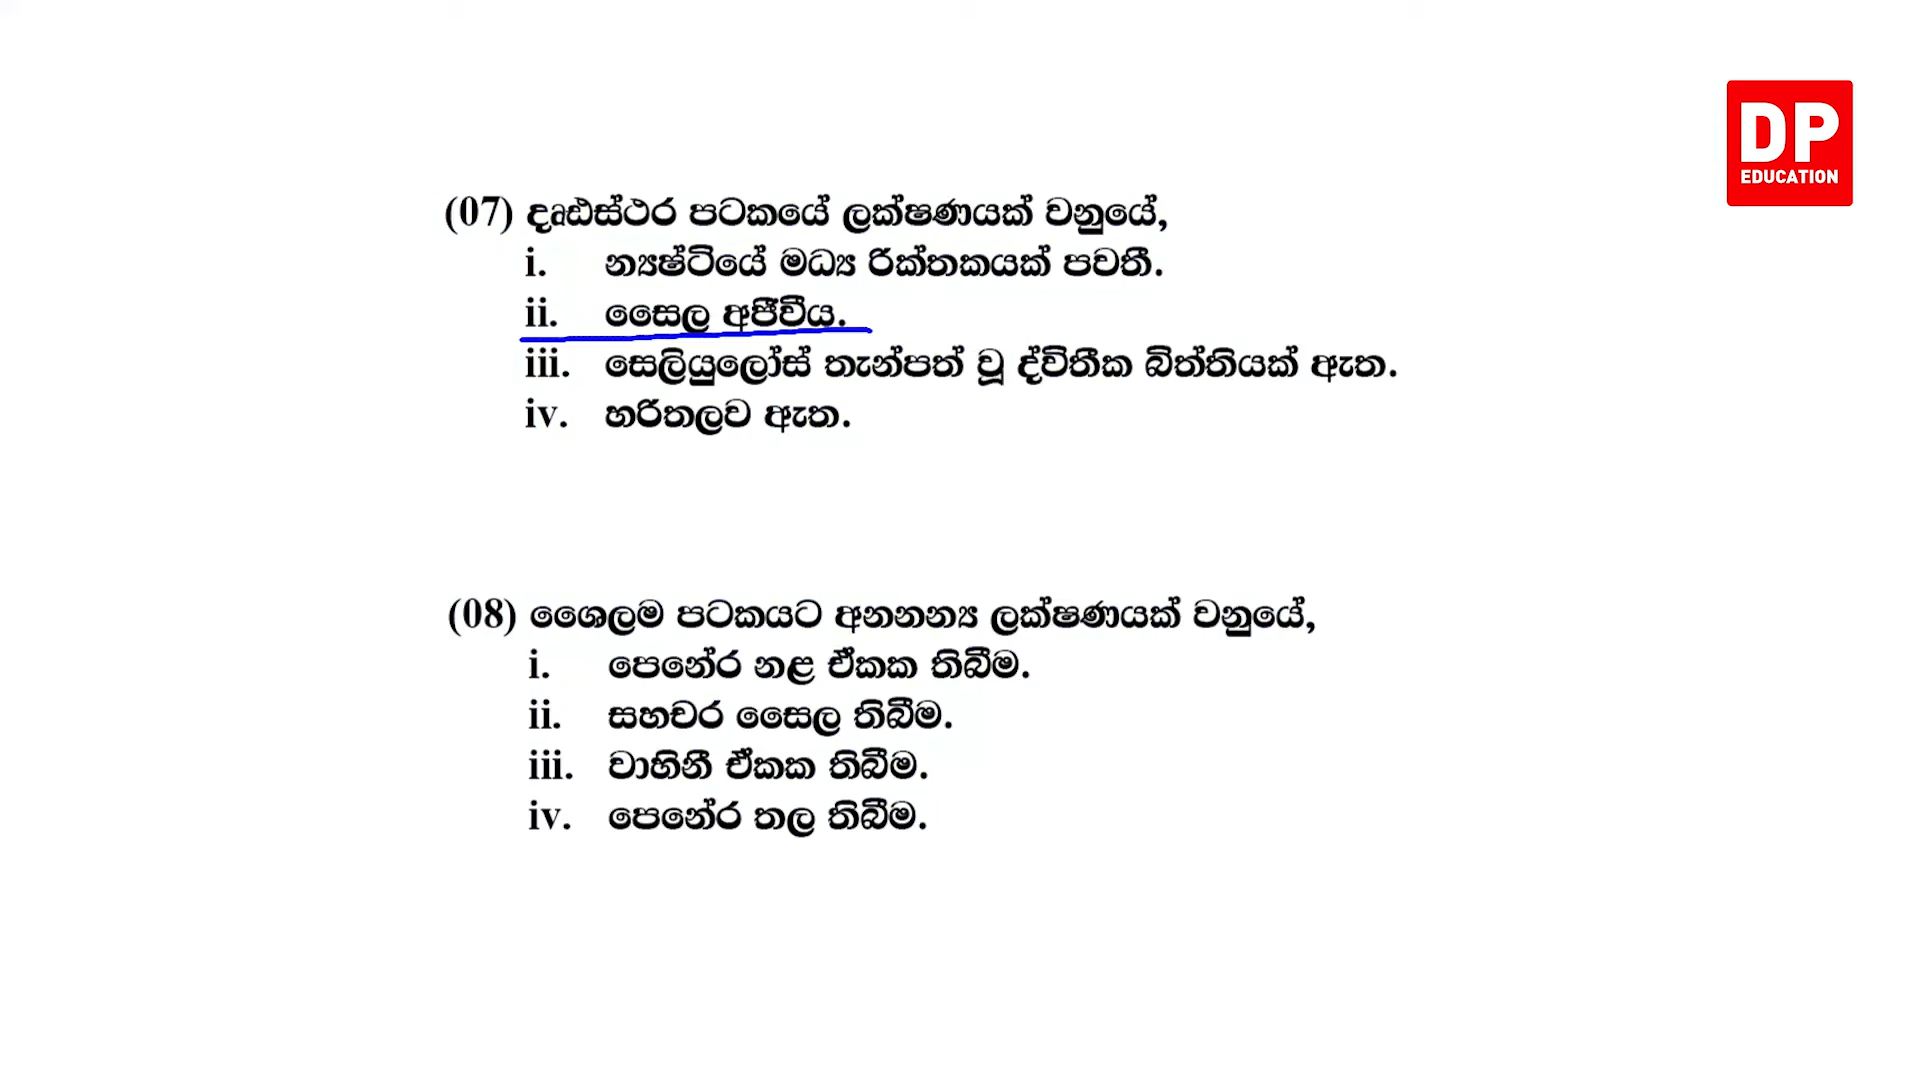 DP
EDUCATION
(07) දෘඪස්ථර පටකයේ ලක්ෂණයක් වනුයේ,
i. න්‍යෂ්ටියේ මධ්‍ය රික්තකයක් පවතී.
ii. සෛල අජීවීය.
iii. සෙලියුලෝස් තැන්පත් වූ ද්විතීක බිත්තියක් ඇත.
iv. හරිතලව ඇත.
(08) ශෛලම පටකයට අනනන්‍ය ලක්ෂණයක් වනුයේ,
i. පෙනේර නළ ඒකක තිබීම.
ii. සහචර සෛල තිබීම.
iii. වාහිනී ඒකක තිබීම.
iv. පෙනේර තල තිබීම.